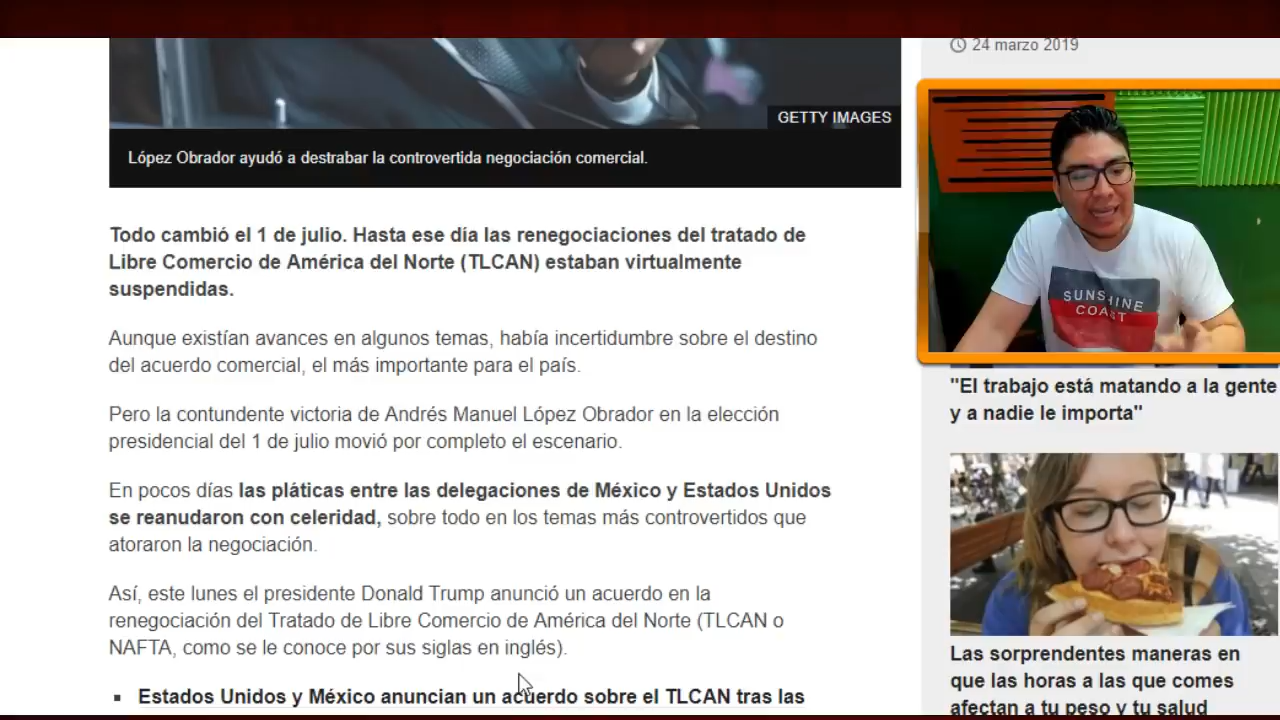 24 marzo 2019
GETTY IMAGES
López Obrador ayudó a destrabar la controvertida negociación comercial.
Todo cambió el 1 de julio. Hasta ese día las renegociaciones del tratado de
Libre Comercio de América del Norte (TLCAN) estaban virtualmente
suspendidas.
Aunque existían avances en algunos temas, había incertidumbre sobre el destino
del acuerdo comercial, el más importante para el país.
Pero la contundente victoria de Andrés Manuel López Obrador en la elección
presidencial del 1 de julio movió por completo el escenario.
En pocos días las pláticas entre las delegaciones de México y Estados Unidos
se reanudaron con celeridad, sobre todo en los temas más controvertidos que
atoraron la negociación.
Así, este lunes el presidente Donald Trump anunció un acuerdo en la
renegociación del Tratado de Libre Comercio de América del Norte (TLCAN o
NAFTA, como se le conoce por sus siglas en inglés).
Estados Unidos y México anuncian un acuerdo sobre el TLCAN tras las
SUNSHINE
COAST
"El trabajo está matando a la gente
y a nadie le importa"
Las sorprendentes maneras en
que las horas a las que comes
afectan a tu peso y tu salud